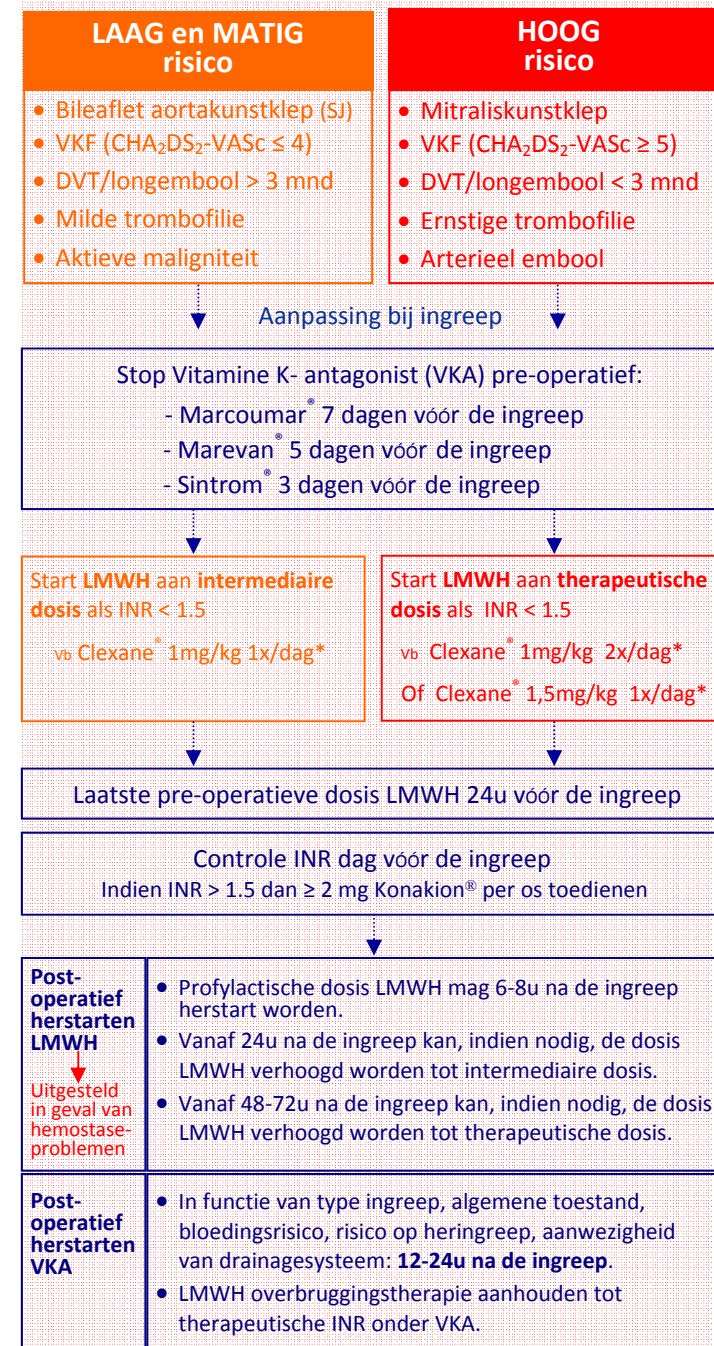 LAAG en MATIG
risico
• Bileaflet aortakunstklep (SJ)
• VKF (CHA₂DS₂-VASc ≤ 4)
• DVT/longembool > 3 mnd
• Milde trombofilie
• Aktieve maligniteit
HOOG
risico
• Mitraliskunstklep
• VKF (CHA₂DS₂-VASc ≥ 5)
• DVT/longembool < 3 mnd
• Ernstige trombofilie
• Arterieel embool
Aanpassing bij ingreep
Stop Vitamine K- antagonist (VKA) pre-operatief:
- Marcoumar® 7 dagen vóór de ingreep
- Marevan® 5 dagen vóór de ingreep
- Sintrom® 3 dagen vóór de ingreep
Start LMWH aan intermediaire
dosis als INR < 1.5
Vb Clexane® 1mg/kg 1x/dag*
Start LMWH aan therapeutische
dosis als INR < 1.5
Vb Clexane® 1mg/kg 2x/dag*
Of Clexane® 1,5mg/kg 1x/dag*
Laatste pre-operatieve dosis LMWH 24u vóór de ingreep
Controle INR dag vóór de ingreep
Indien INR > 1.5 dan ≥ 2 mg Konakion® per os toedienen
Post-
operatief
herstarten
LMWH
Uitgesteld
in geval van
hemostase-
problemen
• Profylactische dosis LMWH mag 6-8u na de ingreep
herstart worden.
• Vanaf 24u na de ingreep kan, indien nodig, de dosis
LMWH verhoogd worden tot intermediaire dosis.
• Vanaf 48-72u na de ingreep kan, indien nodig, de dosis
LMWH verhoogd worden tot therapeutische dosis.
Post-
operatief
herstarten
VKA
• In functie van type ingreep, algemene toestand,
bloedingsrisico, risico op heringreep, aanwezigheid
van drainagesysteem: 12-24u na de ingreep.
• LMWH overbruggingstherapie aanhouden tot
therapeutische INR onder VKA.